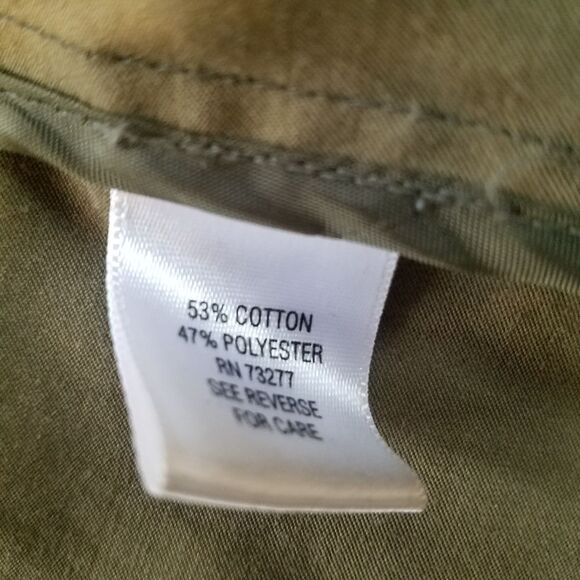 53% COTTON
47% POLYESTER
RN 73277
SEE REVERSE
FOR CARE